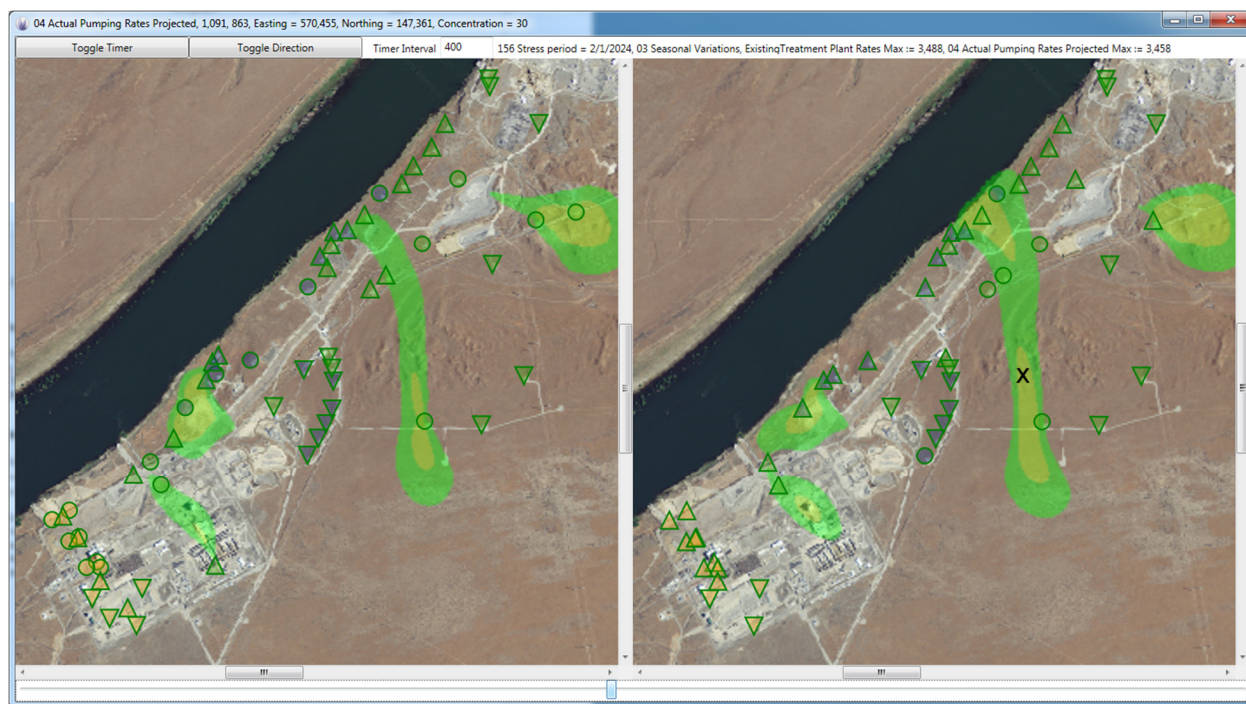 04 Actual Pumping Rates Projected, 1,091, 863, Easting = 570,455, Northing = 147,361, Concentration = 30
Toggle Timer Toggle Direction Timer Interval 400 156 Stress period = 2/1/2024, 03 Seasonal Variations, ExistingTreatment Plant Rates Max := 3,488, 04 Actual Pumping Rates Projected Max := 3,458
X